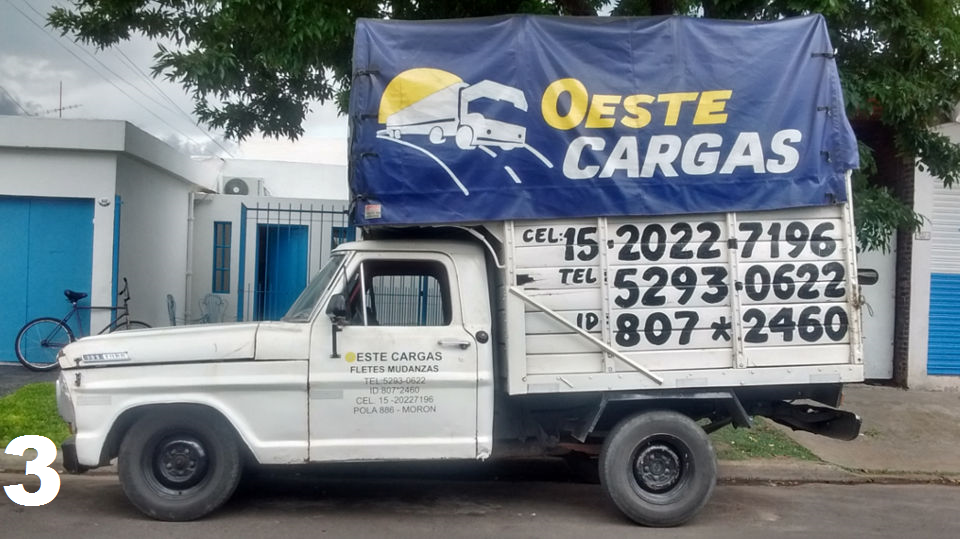 OESTE
CARGAS
CEL: 15-2022-7196
TEL: 5293-0622
ID 807*2460
OESTE CARGAS
FLETES MUDANZAS
TEL:5293-0622
ID 807*2460
CEL. 15 -20227196
POLA 886 - MORON
3